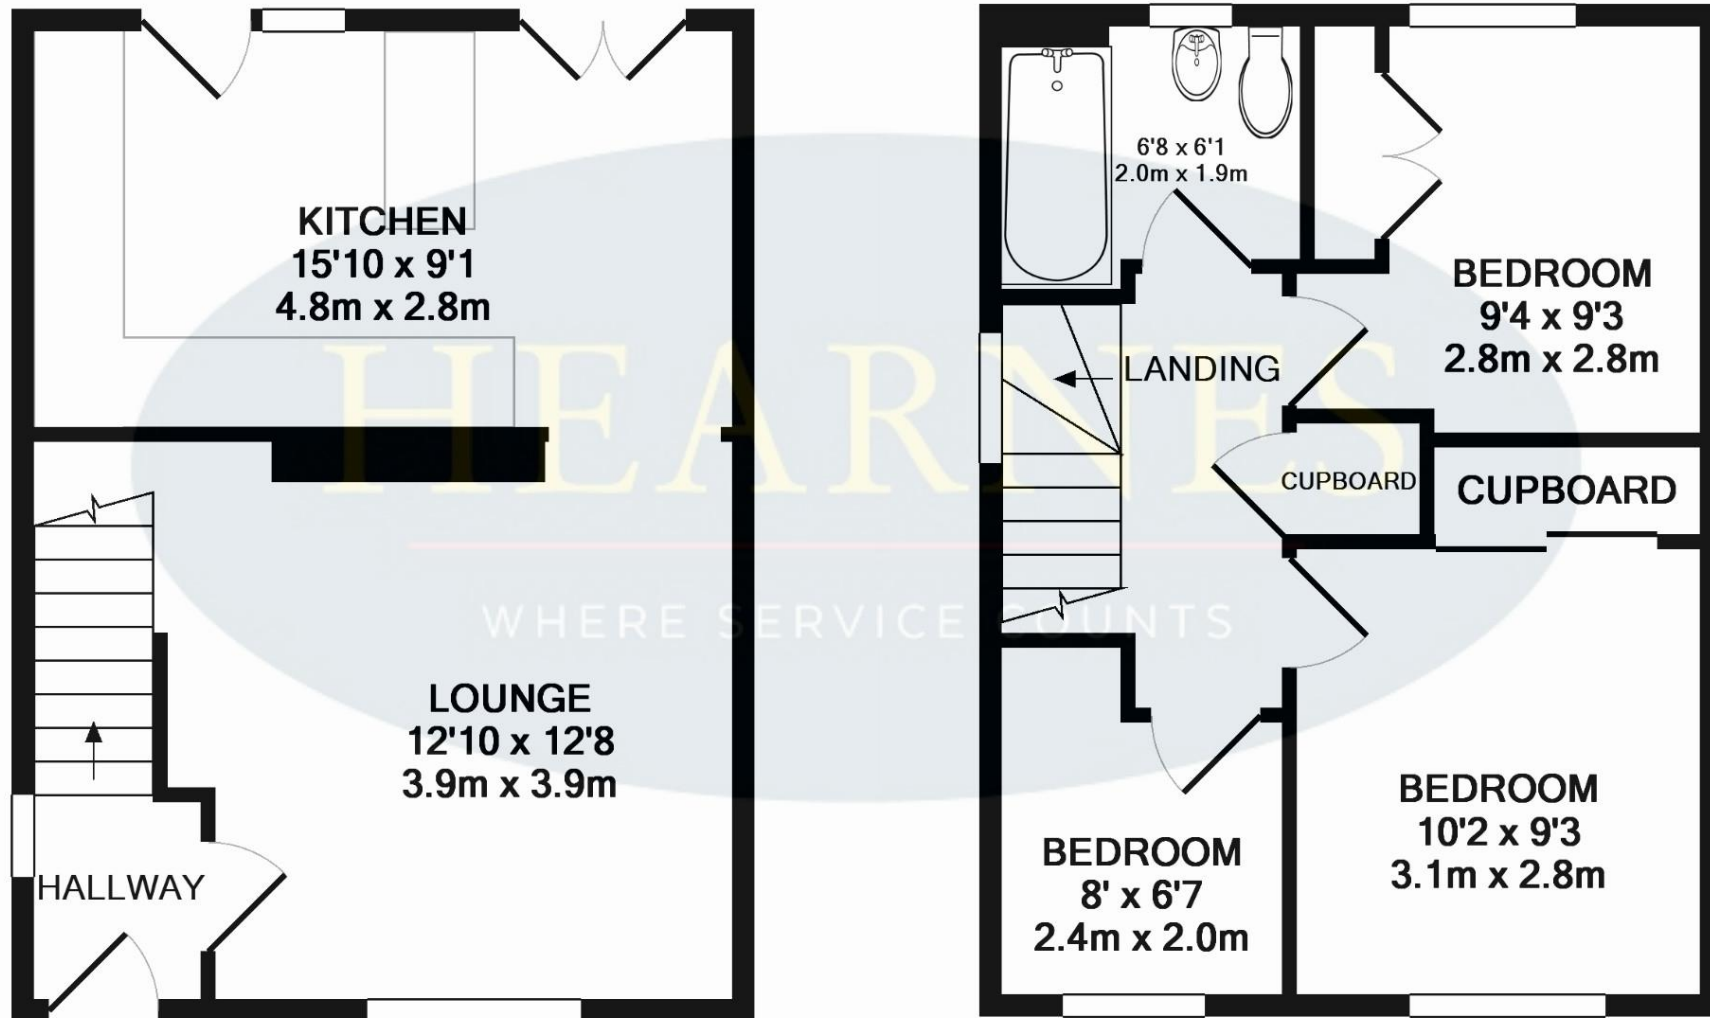 KITCHEN
15'10 x 9'1
4.8m x 2.8m
LOUNGE
12'10 x 12'8
3.9m x 3.9m
HALLWAY
6'8 x 6'1
2.0m x 1.9m
BEDROOM
9'4 x 9'3
2.8m x 2.8m
LANDING
CUPBOARD
CUPBOARD
BEDROOM
10'2 x 9'3
3.1m x 2.8m
BEDROOM
8' x 6'7
2.4m x 2.0m
HEARNES
WHERE SERVICE COUNTS